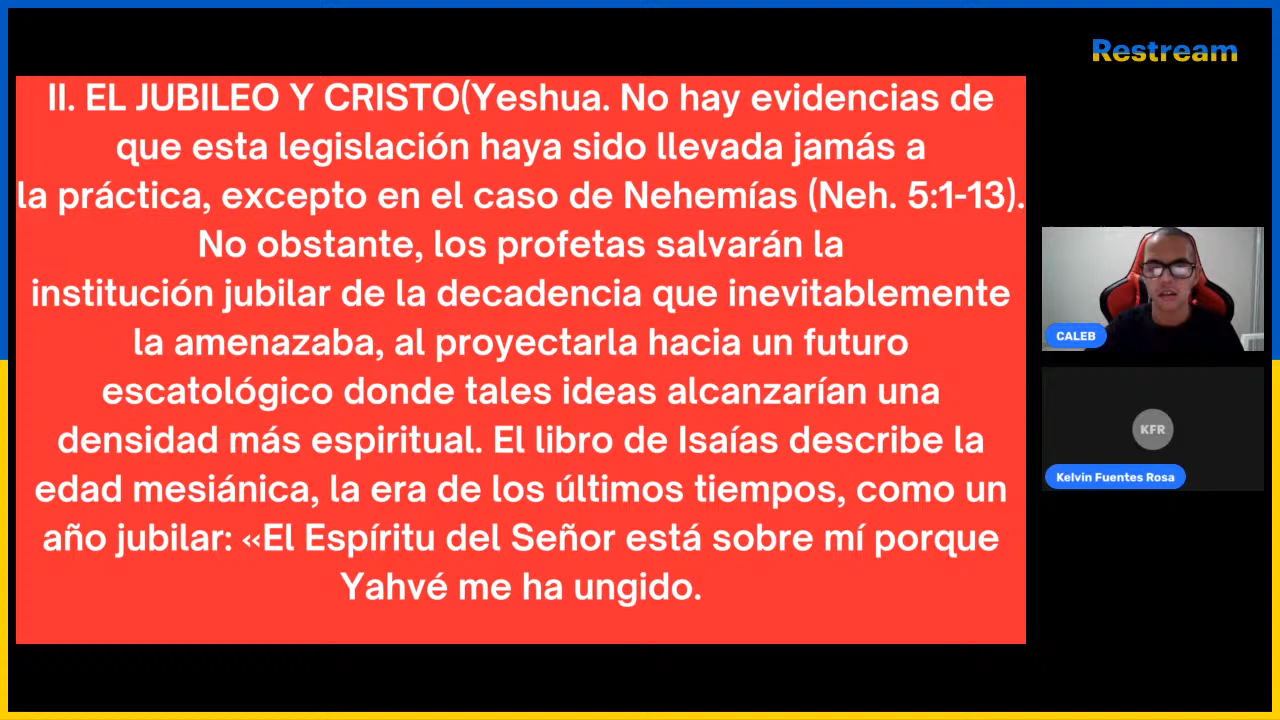 Restream
II. EL JUBILEO Y CRISTO(Yeshua. No hay evidencias de
que esta legislación haya sido llevada jamás a
la práctica, excepto en el caso de Nehemías (Neh. 5:1-13).
No obstante, los profetas salvarán la
institución jubilar de la decadencia que inevitablemente
la amenazaba, al proyectarla hacia un futuro
escatológico donde tales ideas alcanzarían una
densidad más espiritual. El libro de Isaías describe la
edad mesiánica, la era de los últimos tiempos, como un
año jubilar: «El Espíritu del Señor está sobre mí porque
Yahvé me ha ungido.
CALEB
KFR
Kelvin Fuentes Rosa